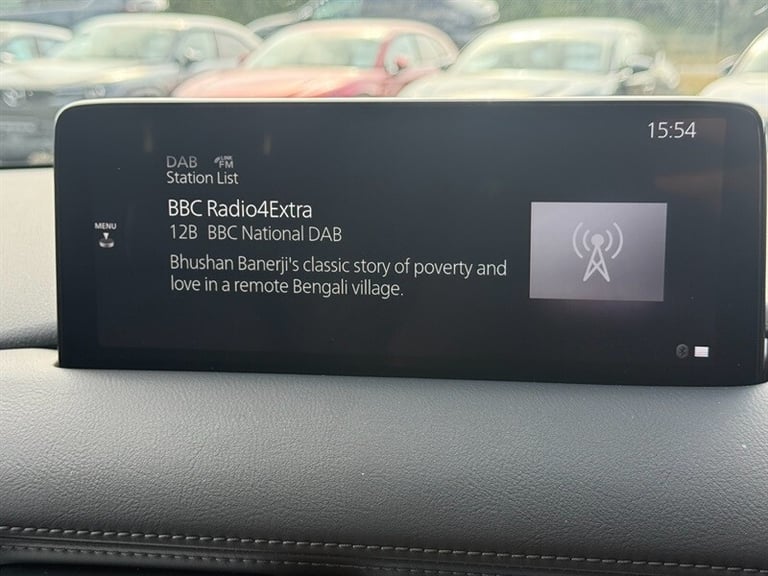 15:54
DAB LINK FM
Station List
BBC Radio4Extra
MENU
12B BBC National DAB
Bhushan Banerji's classic story of poverty and
love in a remote Bengali village.